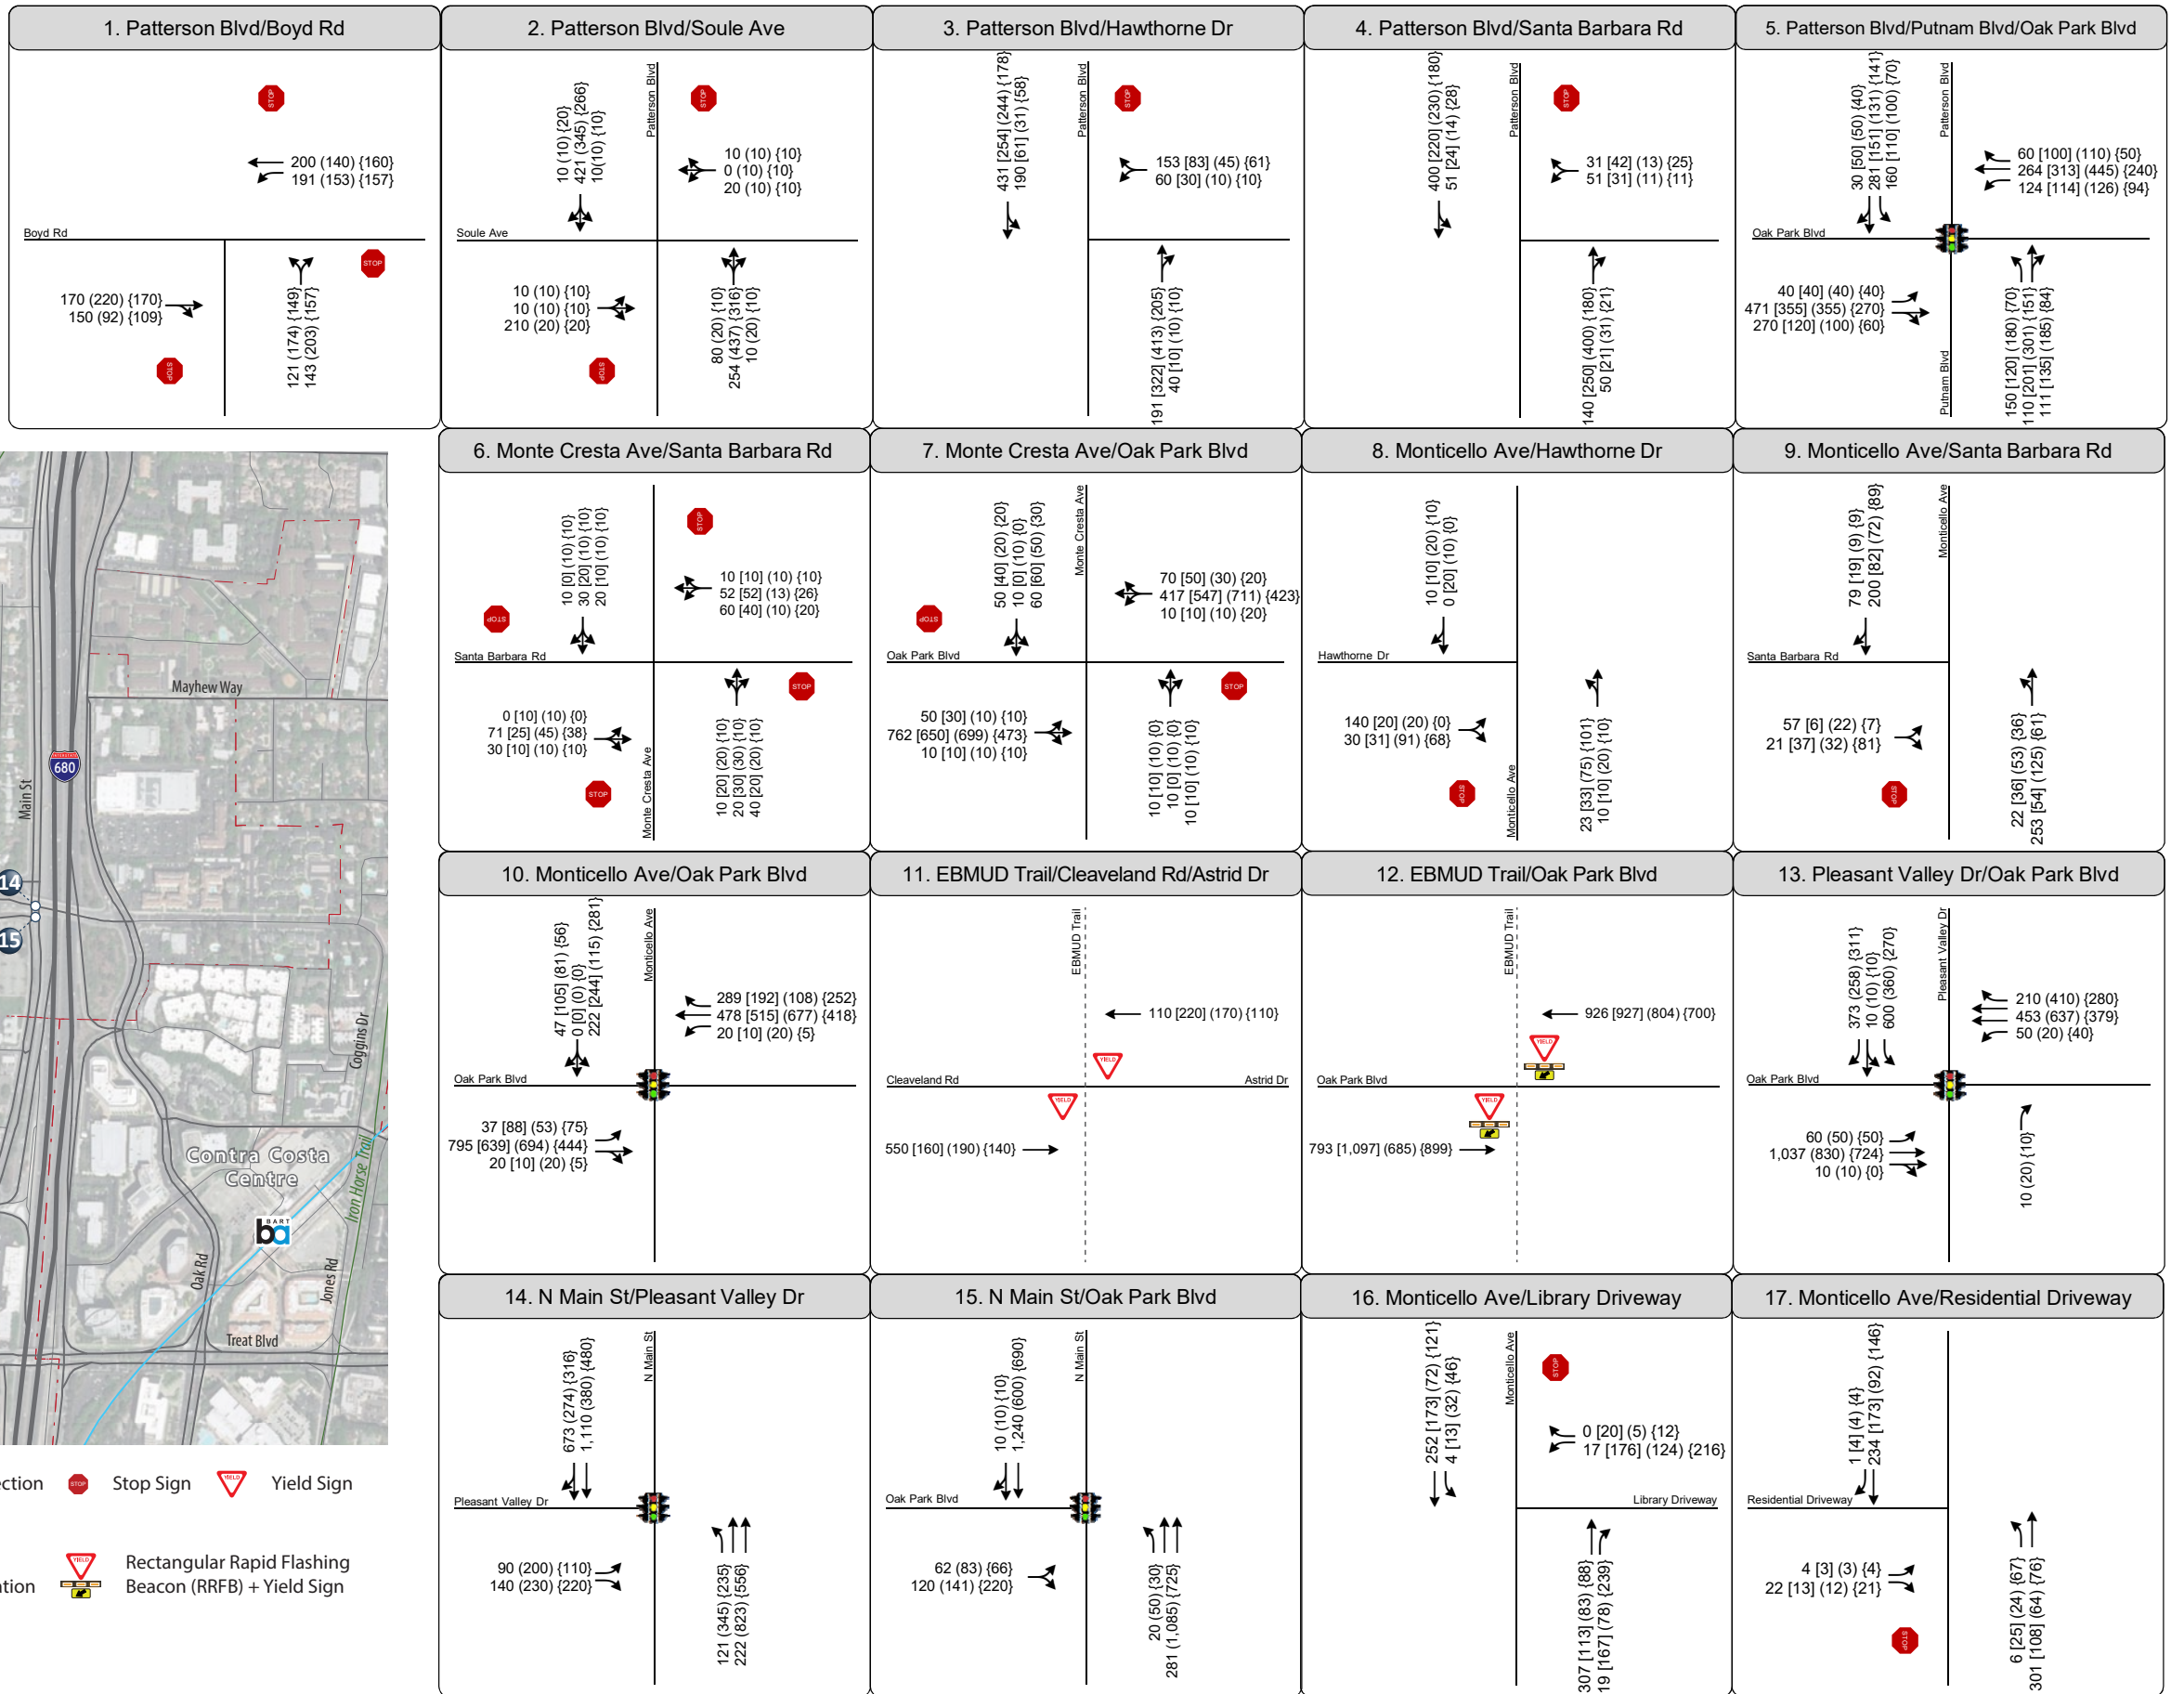 1. Patterson Blvd/Boyd Rd
STOP
200 (140) {160}
191 (153) {157}
Boyd Rd
STOP
170 (220) {170}
150 (92) {109}
STOP
121 (174) {149}
143 (203) {157}
2. Patterson Blvd/Soule Ave
10 (10) {20}
421 (345) {266}
10(10) {10}
Patterson Blvd
STOP
10 (10) {10}
0 (10) {10}
20 (10) {10}
Soule Ave
10 (10) {10}
10 (10) {10}
210 (20) {20}
STOP
80 (20) {10}
254 (437) {316}
10 (20) {10}
3. Patterson Blvd/Hawthorne Dr
431 [254] (244) {178}
190 [61] (31) {58}
Patterson Blvd
STOP
153 [83] (45) {61}
60 [30] (10) {10}
191 [322] (413) {205}
40 [10] (10) {10}
4. Patterson Blvd/Santa Barbara Rd
400 [220] (230) {180}
51 [24] (14) {28}
Patterson Blvd
STOP
31 [42] (13) {25}
51 [31] (11) {11}
140 [250] (400) {180}
50 [21] (31) {21}
5. Patterson Blvd/Putnam Blvd/Oak Park Blvd
30 [50] (50) {40}
281 [151] (131) {141}
160 [110] (100) {70}
Patterson Blvd
60 [100] (110) {50}
264 [313] (445) {240}
124 [114] (126) {94}
Oak Park Blvd
40 [40] (40) {40}
471 [355] (355) {270}
270 [120] (100) {60}
Putnam Blvd
150 [120] (180) {70}
110 [201] (301) {151}
111 [135] (185) {84}
6. Monte Cresta Ave/Santa Barbara Rd
10 [0] (10) {10}
30 [20] (10) {10}
20 [10] (10) {10}
STOP
10 [10] (10) {10}
52 [52] (13) {26}
60 [40] (10) {20}
STOP
Santa Barbara Rd
STOP
0 [10] (10) {0}
71 [25] (45) {38}
30 [10] (10) {10}
STOP
Monte Cresta Ave
10 [20] (20) {10}
20 [30] (30) {10}
40 [20] (20) {10}
7. Monte Cresta Ave/Oak Park Blvd
50 [40] (20) {20}
10 [0] (10) {0}
60 [60] (50) {30}
Monte Cresta Ave
70 [50] (30) {20}
417 [547] (711) {423}
10 [10] (10) {20}
STOP
Oak Park Blvd
STOP
50 [30] (10) {10}
762 [650] (699) {473}
10 [10] (10) {10}
10 [10] (10) {0}
10 [0] (10) {0}
10 [10] (10) {10}
8. Monticello Ave/Hawthorne Dr
10 [10] (20) {10}
0 [20] (10) {0}
Hawthorne Dr
140 [20] (20) {0}
30 [31] (91) {68}
STOP
Monticello Ave
23 [33] (75) {101}
10 [10] (20) {10}
9. Monticello Ave/Santa Barbara Rd
79 [19] (9) {9}
200 [82] (72) {89}
Monticello Ave
Santa Barbara Rd
57 [6] (22) {7}
21 [37] (32) {81}
STOP
22 [36] (53) {36}
253 [54] (125) {61}
Mayhew Way
Main St
680
14
15
Coggins Dr
Contra Costa
Centre
Iron Horse Trail
BART
ba
Oak Rd
Jones Rd
Treat Blvd
10. Monticello Ave/Oak Park Blvd
47 [105] (81) {56}
0 [0] (0) {0}
222 [244] (115) {281}
Monticello Ave
289 [192] (108) {252}
478 [515] (677) {418}
20 [10] (20) {5}
Oak Park Blvd
37 [88] (53) {75}
795 [639] (694) {444}
20 [10] (20) {5}
11. EBMUD Trail/Cleaveland Rd/Astrid Dr
EBMUD Trail
110 [220] (170) {110}
YIELD
Cleaveland Rd
Astrid Dr
YIELD
550 [160] (190) {140}
12. EBMUD Trail/Oak Park Blvd
EBMUD Trail
926 [927] (804) {700}
YIELD
Oak Park Blvd
YIELD
793 [1,097] (685) {899}
13. Pleasant Valley Dr/Oak Park Blvd
373 (258) {311}
10 (10) {10}
600 (360) {270}
Pleasant Valley Dr
210 (410) {280}
453 (637) {379}
50 (20) {40}
Oak Park Blvd
60 (50) {50}
1,037 (830) {724}
10 (10) {0}
10 (20) {10}
14. N Main St/Pleasant Valley Dr
673 (274) {316}
1,110 (380) {480}
N Main St
Pleasant Valley Dr
90 (200) {110}
140 (230) {220}
121 (345) {235}
222 (823) {556}
15. N Main St/Oak Park Blvd
10 (10) {10}
1,240 (600) {690}
N Main St
Oak Park Blvd
62 (83) {66}
120 (141) {220}
20 (50) {30}
281 (1,085) {725}
16. Monticello Ave/Library Driveway
252 [173] (72) {121}
4 [13] (32) {46}
Monticello Ave
STOP
0 [20] (5) {12}
17 [176] (124) {216}
Library Driveway
307 [113] (83) {88}
19 [167] (78) {239}
17. Monticello Ave/Residential Driveway
1 [4] (4) {4}
234 [173] (92) {146}
Residential Driveway
4 [3] (3) {4}
22 [13] (12) {21}
STOP
6 [25] (24) {67}
301 [108] (64) {76}
ection
STOP
Stop Sign
YIELD
Yield Sign
YIELD
Rectangular Rapid Flashing
Beacon (RRFB) + Yield Sign